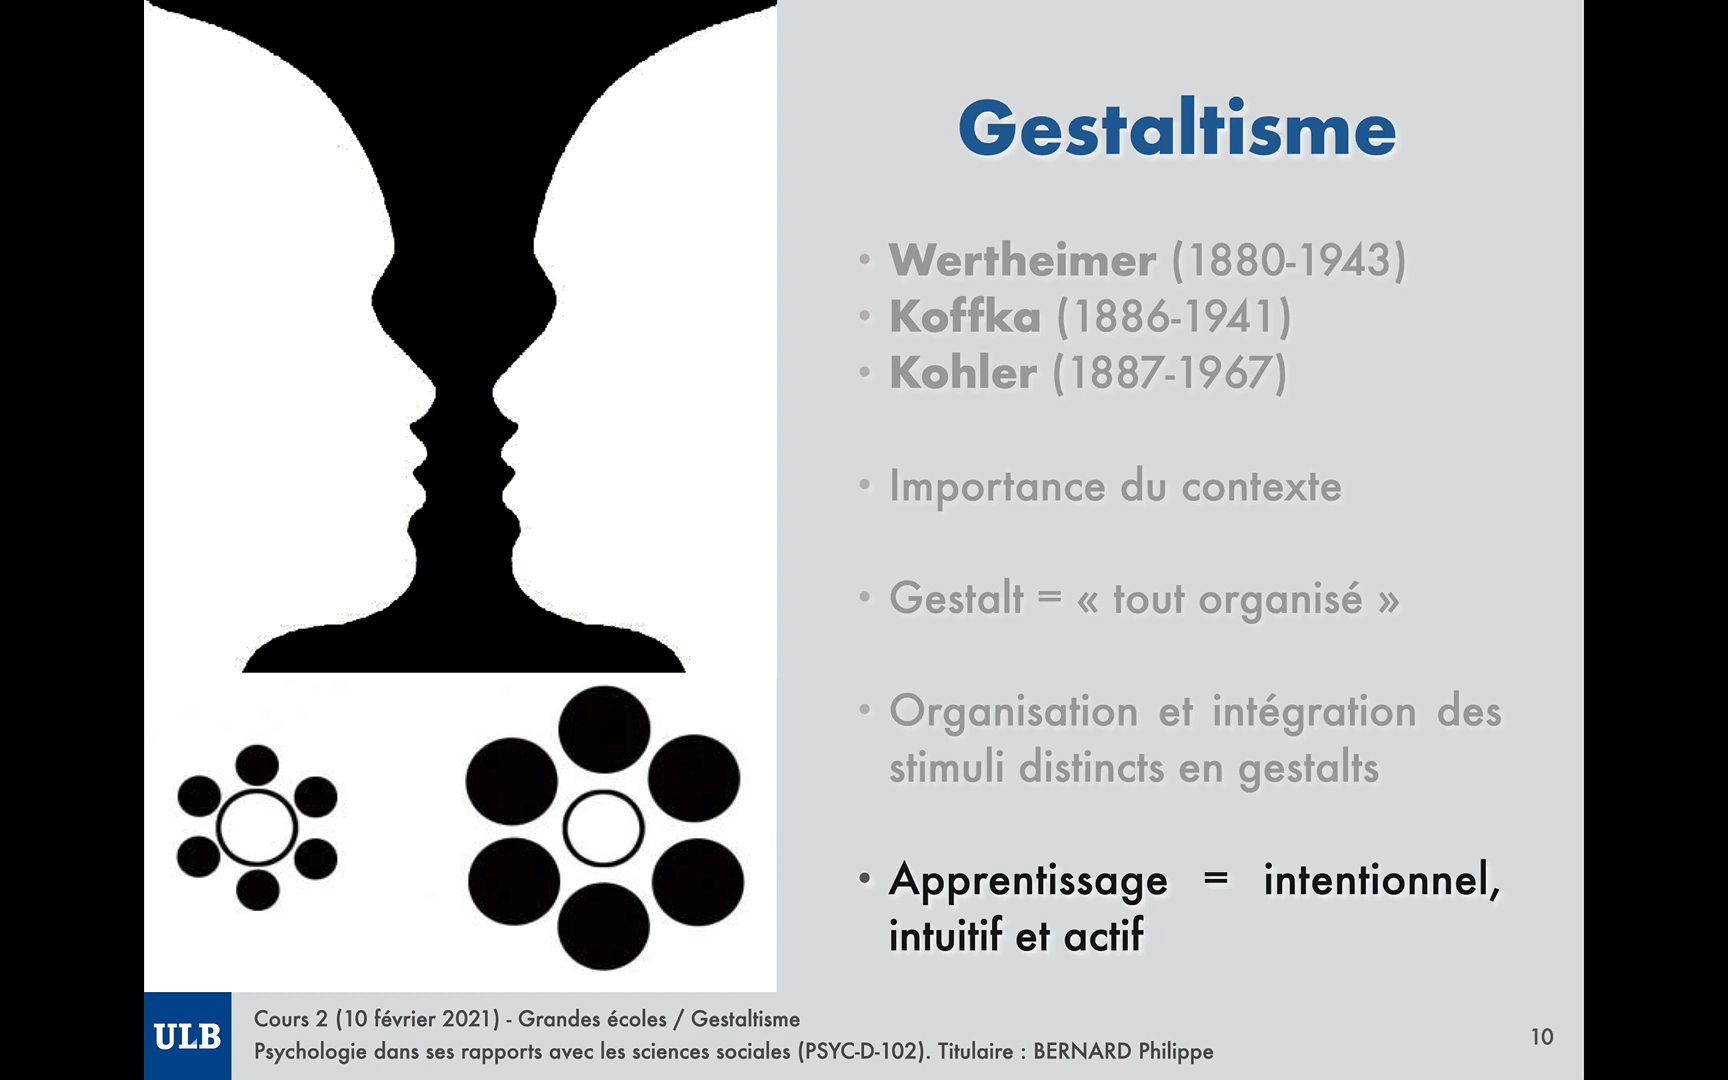 Gestaltisme
• Wertheimer (1880-1943)
• Koffka (1886-1941)
• Kohler (1887-1967)
• Importance du contexte
• Gestalt = « tout organisé »
• Organisation et intégration des
stimuli distincts en gestalts
• Apprentissage = intentionnel,
intuitif et actif
ULB
Cours 2 (10 février 2021) - Grandes écoles / Gestaltisme
Psychologie dans ses rapports avec les sciences sociales (PSYC-D-102). Titulaire : BERNARD Philippe
10